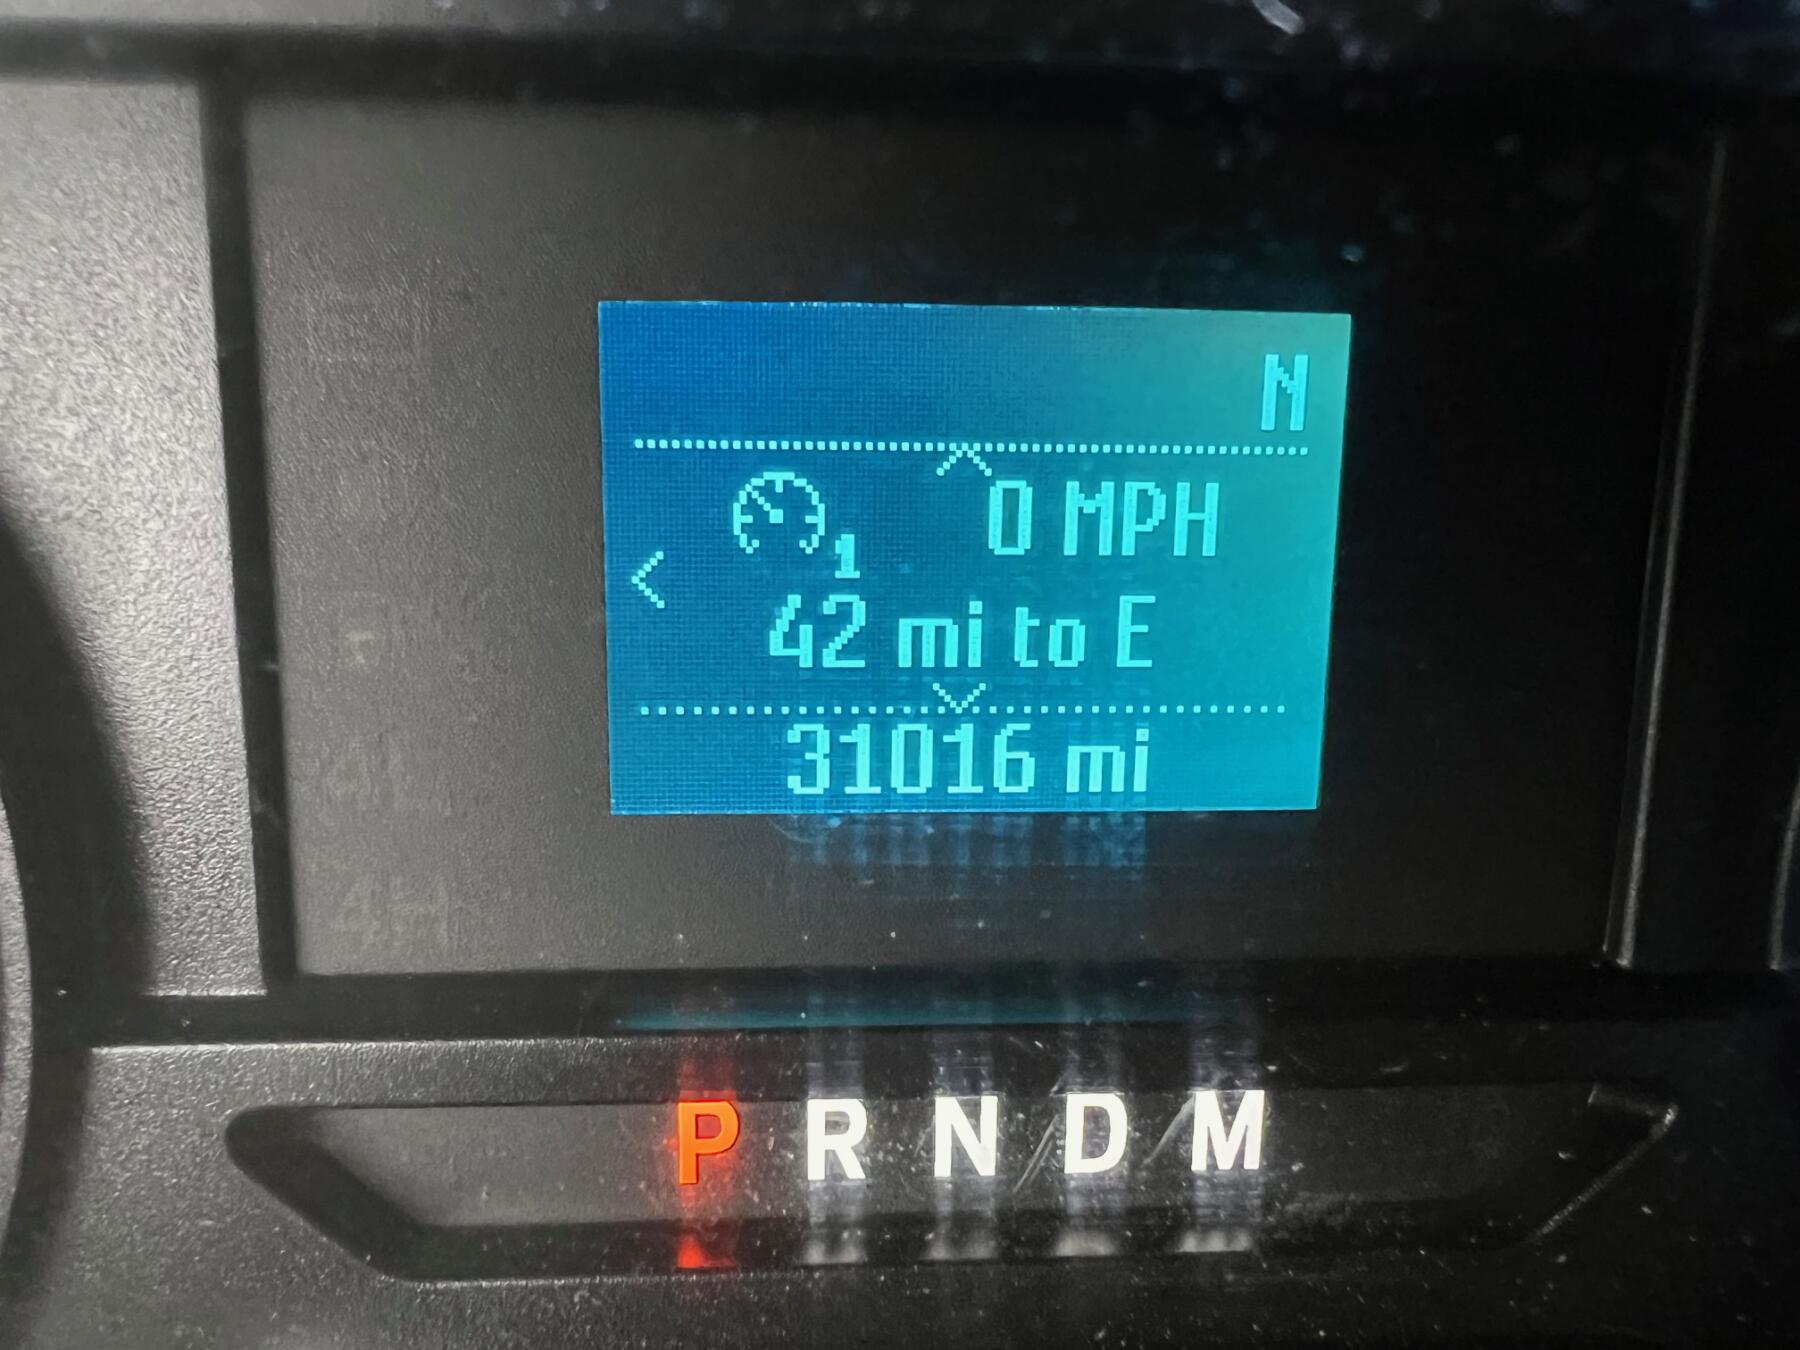 N
0 MPH
1
42 mi to E
31016 mi
P R N D M